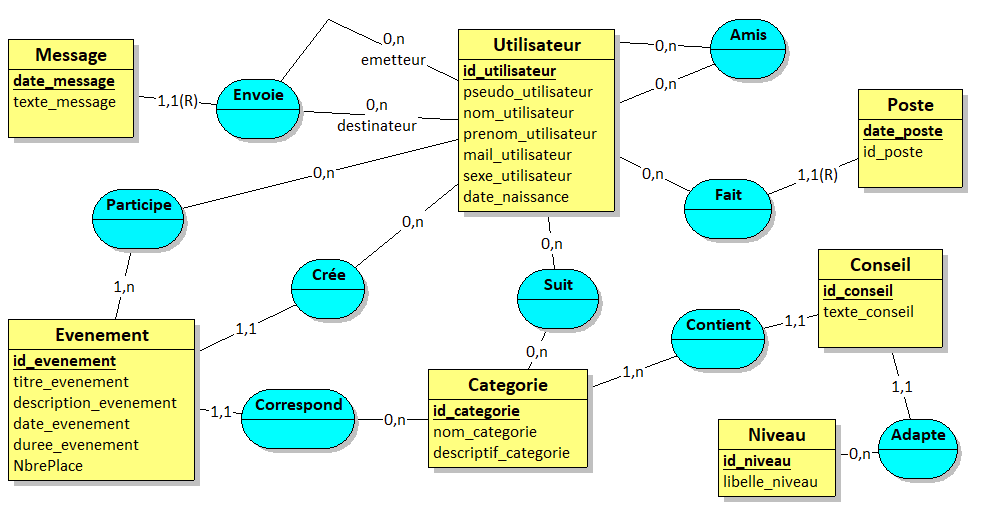 Message
date_message
texte_message
1,1(R)
Envoie
0,n
emetteur
0,n
destinateur
Utilisateur
id_utilisateur
pseudo_utilisateur
nom_utilisateur
prenom_utilisateur
mail_utilisateur
sexe_utilisateur
date_naissance
0,n
0,n
Amis
Poste
date_poste
id_poste
0,n
1,1(R)
Fait
0,n
Participe
1,n
0,n
Crée
1,1
0,n
Suit
0,n
Evenement
id_evenement
titre_evenement
description_evenement
date_evenement
duree_evenement
NbrePlace
1,1
Correspond
0,n
Categorie
id_categorie
nom_categorie
descriptif_categorie
1,n
Contient
1,1
Conseil
id_conseil
texte_conseil
1,1
Adapte
0,n
Niveau
id_niveau
libelle_niveau